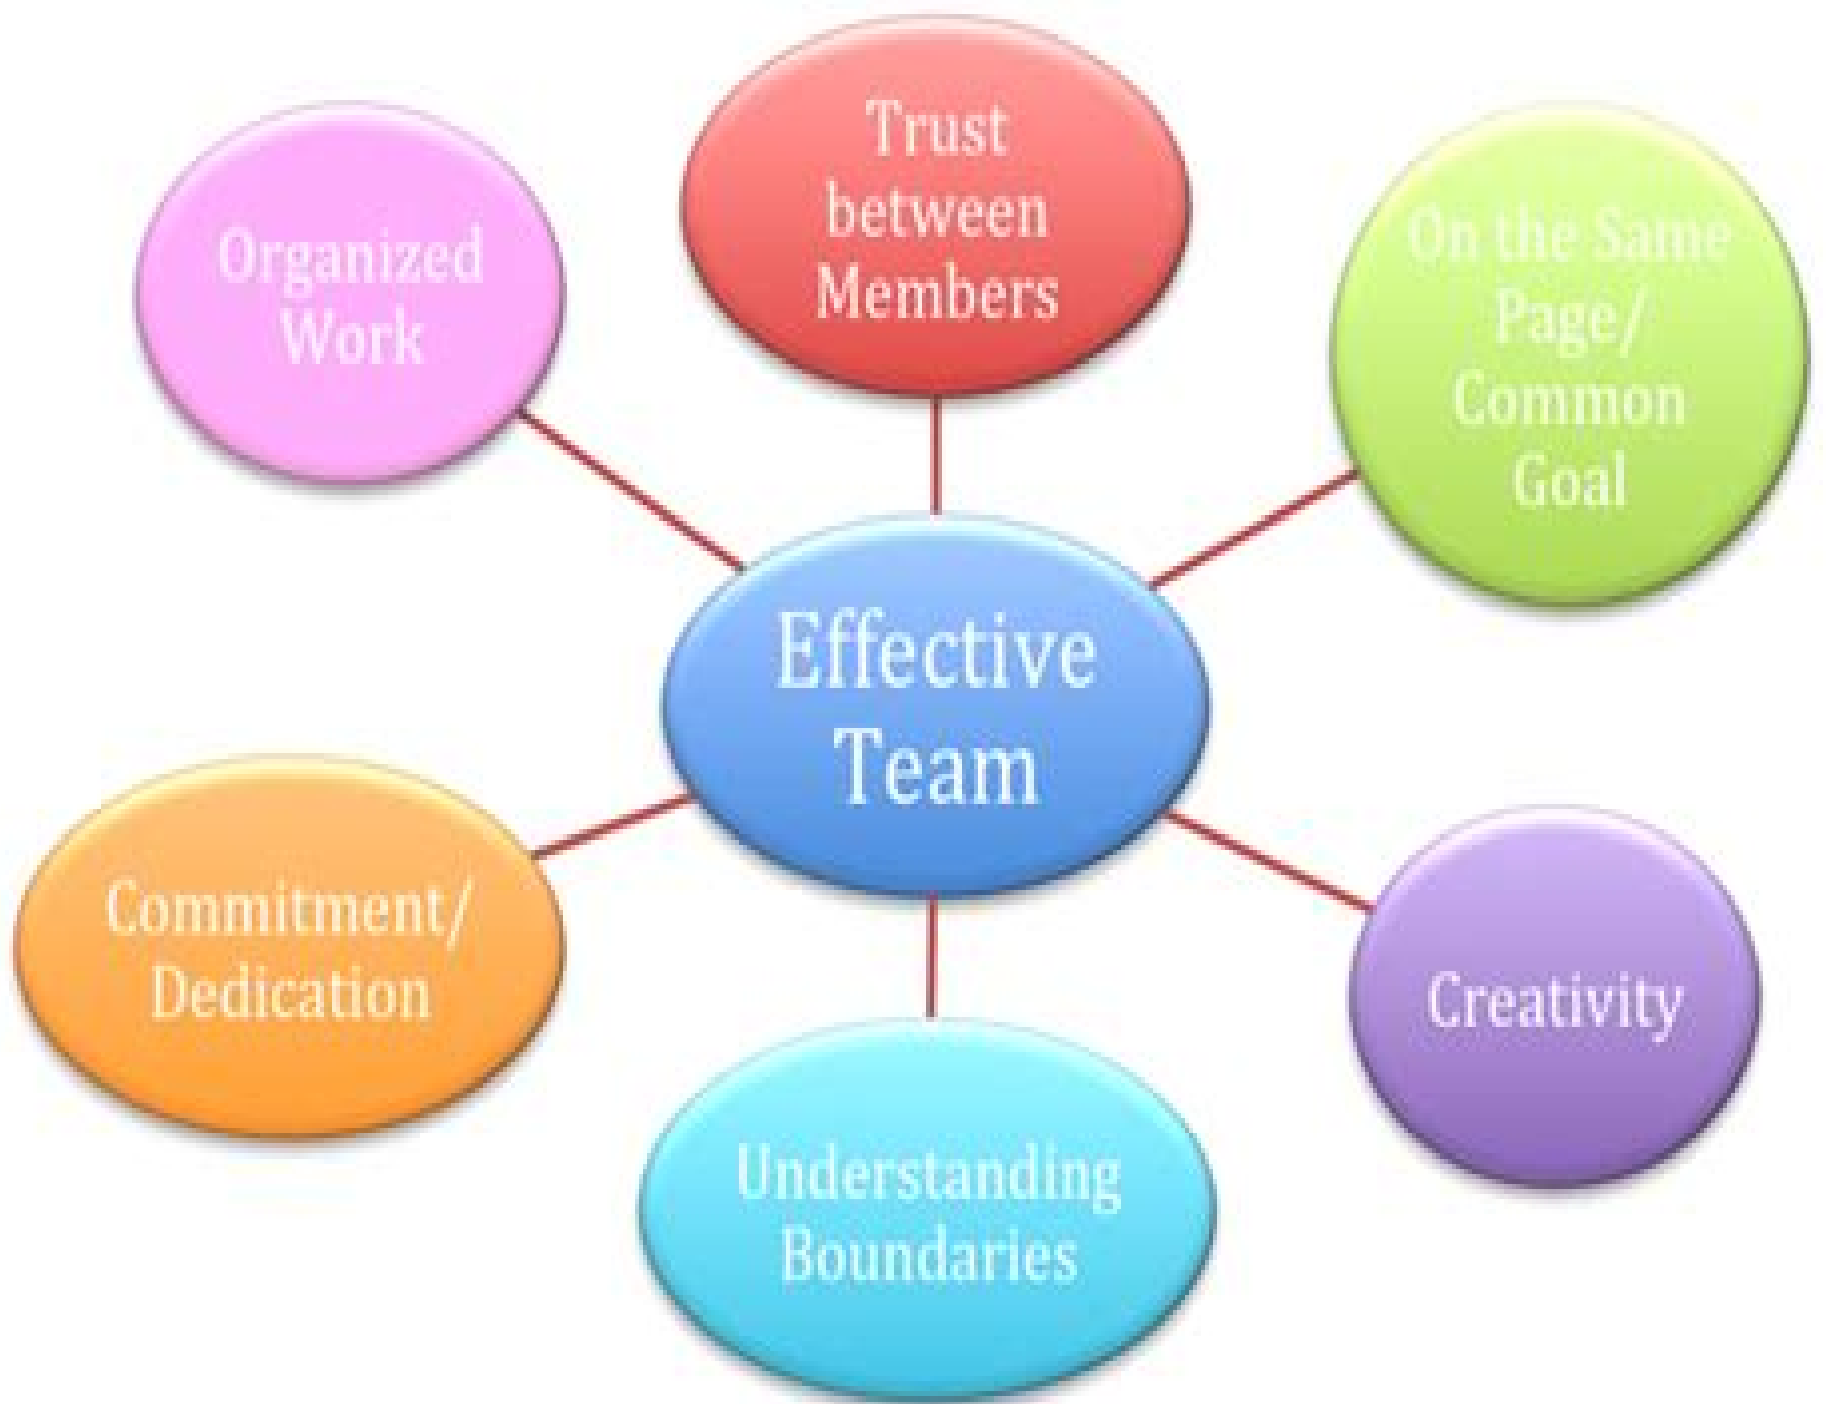 Trust
between
Members
Organized
Work
On the Same
Page/
Common
Goal
Effective
Team
Commitment/
Dedication
Creativity
Understanding
Boundaries